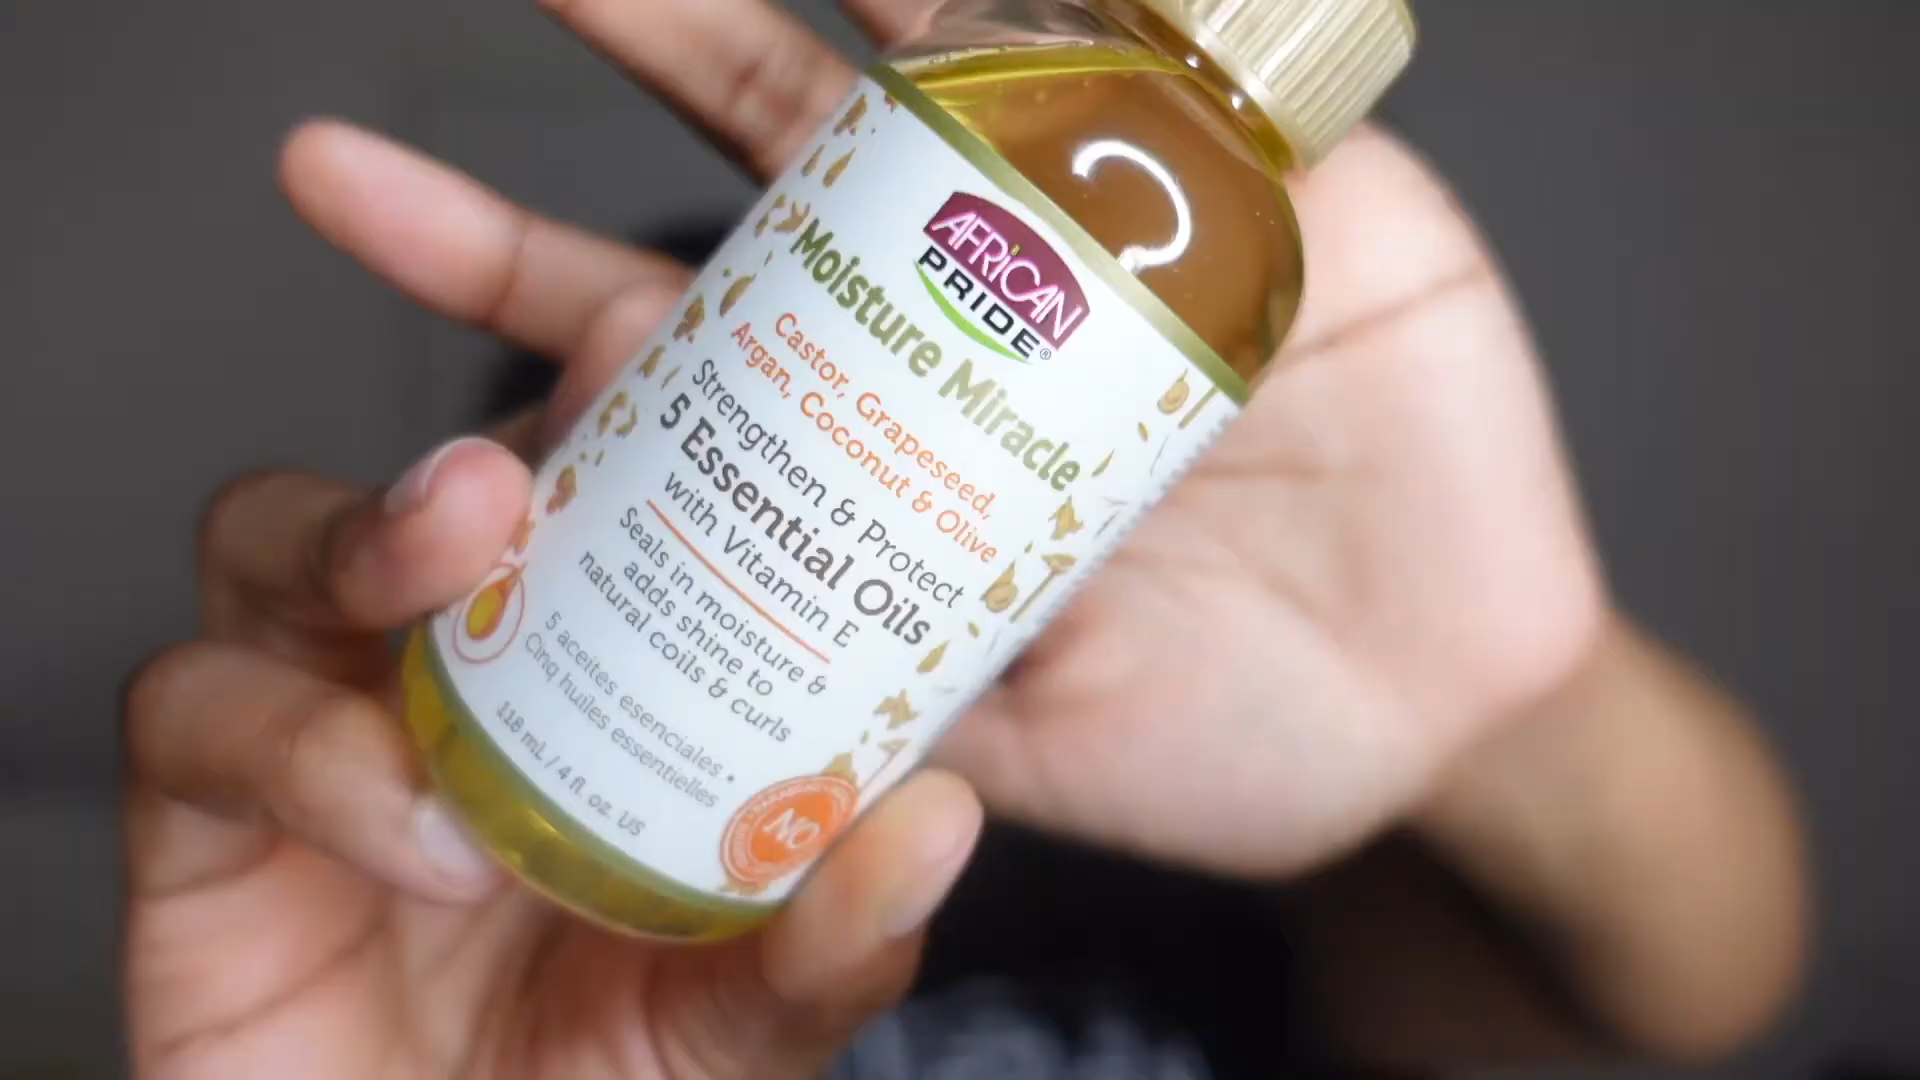 AFRICAN
PRIDE®
Moisture Miracle
Castor, Grapeseed,
Argan, Coconut & Olive
Strengthen & Protect
5 Essential Oils
with Vitamin E
Seals in moisture &
adds shine to
natural coils & curls
5 aceites esenciales •
Cinq huiles essentielles
118 mL / 4 fl. oz. US
NO